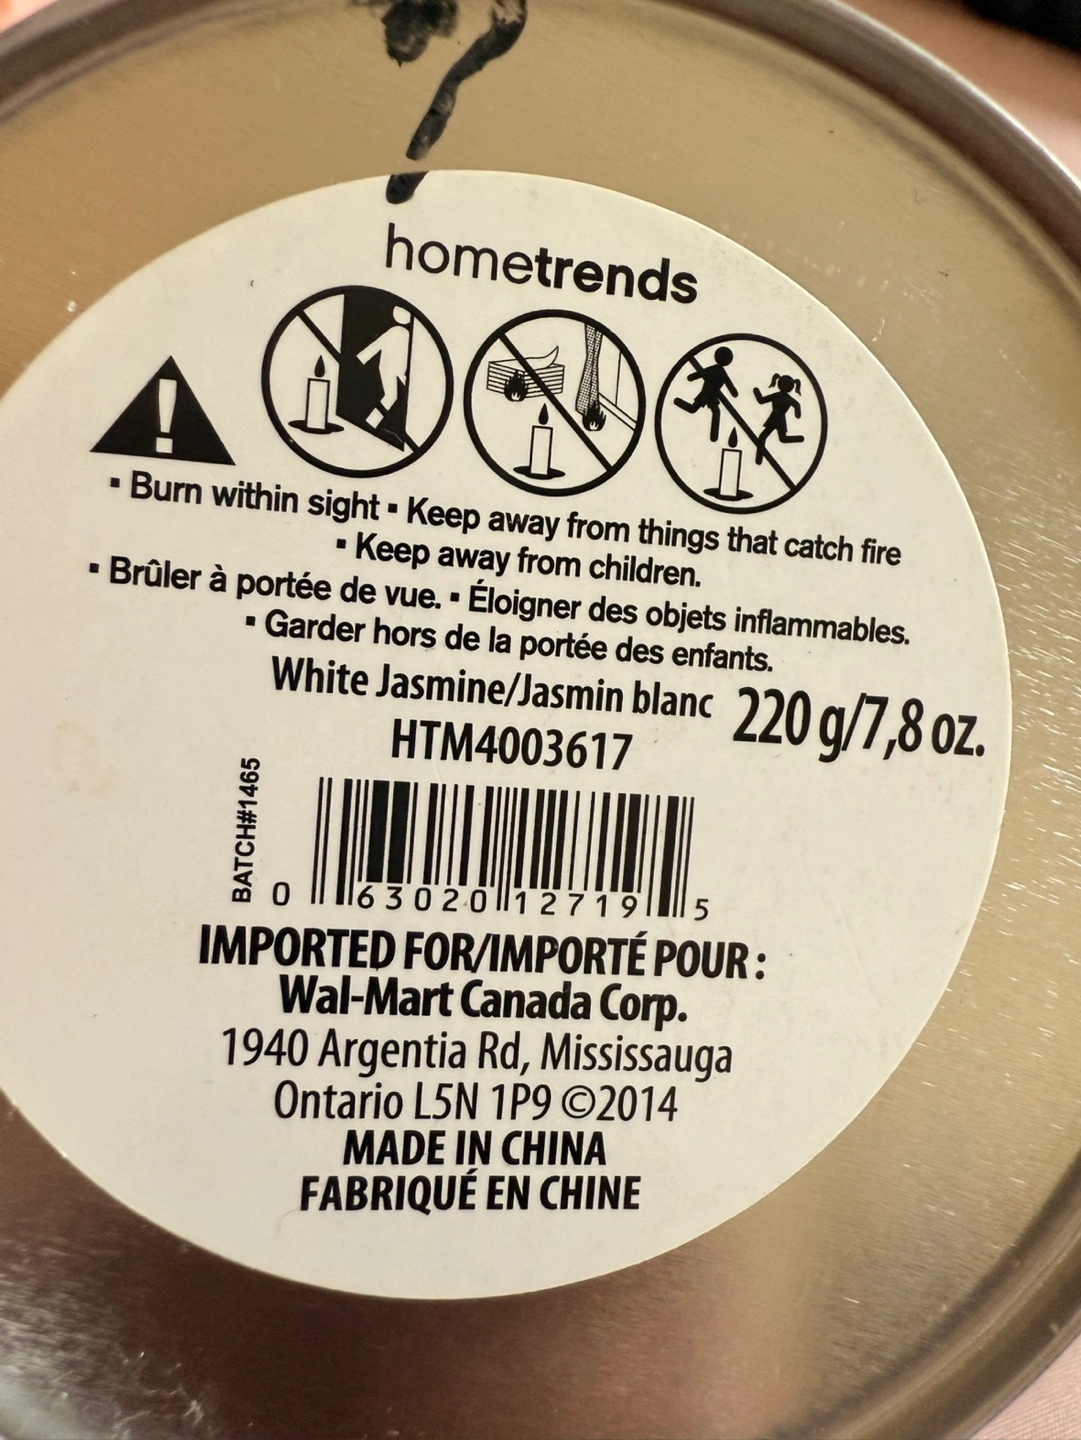 hometrends
▪ Burn within sight ▪ Keep away from things that catch fire
▪ Keep away from children.
▪ Brûler à portée de vue. ▪ Éloigner des objets inflammables.
▪ Garder hors de la portée des enfants.
White Jasmine/Jasmin blanc 220 g/7,8 oz.
HTM4003617
BATCH#1465
0 63020 12719 5
IMPORTED FOR/IMPORTÉ POUR :
Wal-Mart Canada Corp.
1940 Argentia Rd, Mississauga
Ontario L5N 1P9 ©2014
MADE IN CHINA
FABRIQUÉ EN CHINE